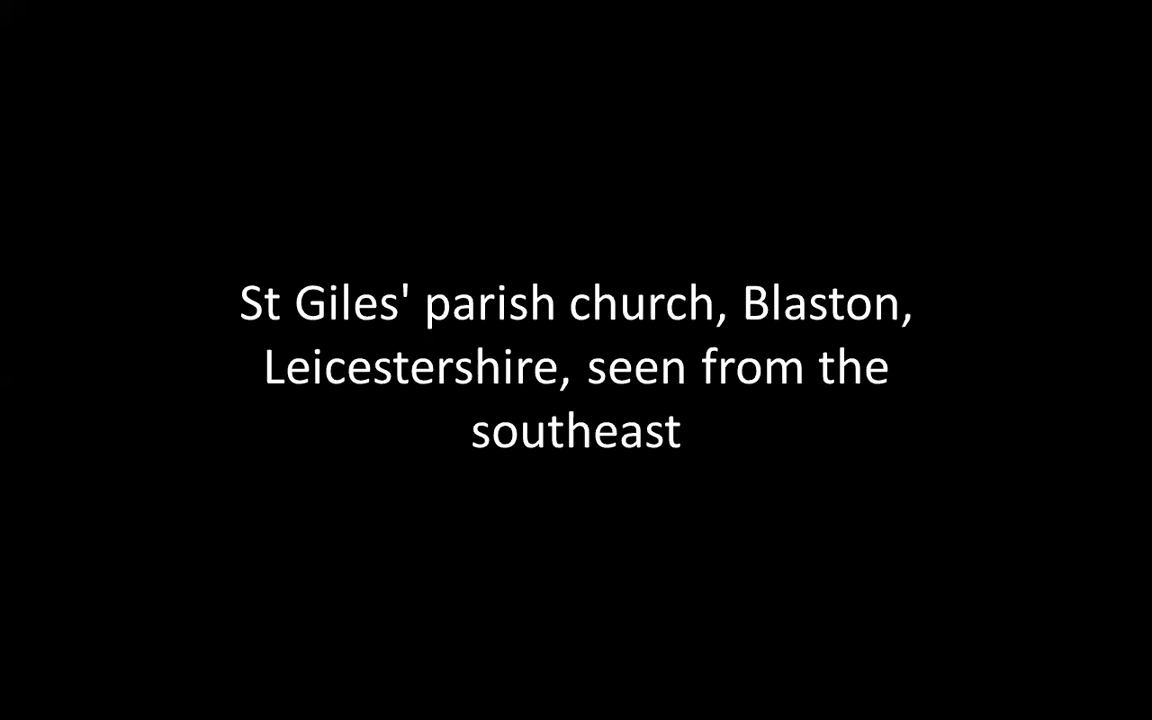 St Giles' parish church, Blaston,
Leicestershire, seen from the
southeast